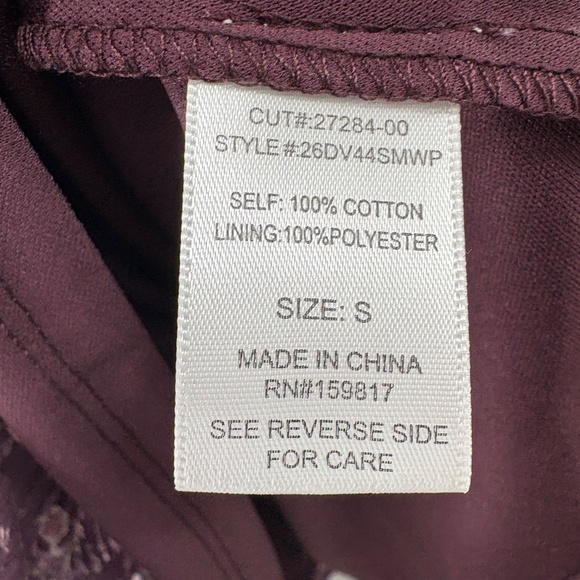 CUT#:27284-00
STYLE#:26DV44SMWP
SELF: 100% COTTON
LINING:100%POLYESTER
SIZE: S
MADE IN CHINA
RN#159817
SEE REVERSE SIDE
FOR CARE